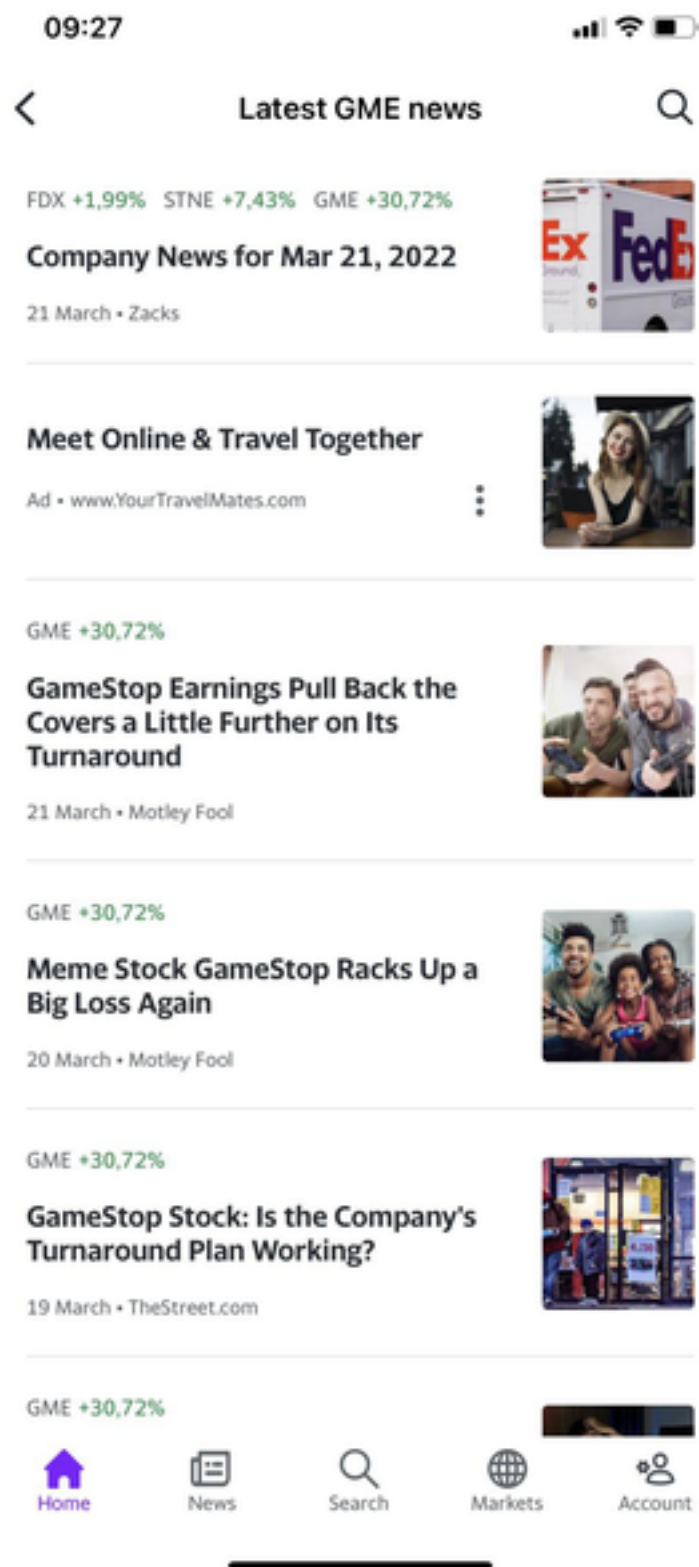 09:27
Latest GME news
FDX +1,99% STNE +7,43% GME +30,72%
Company News for Mar 21, 2022
21 March • Zacks
Ex
Ground.
FedEx
Meet Online & Travel Together
Ad • www.YourTravelMates.com
GME +30,72%
GameStop Earnings Pull Back the
Covers a Little Further on Its
Turnaround
21 March • Motley Fool
GME +30,72%
Meme Stock GameStop Racks Up a
Big Loss Again
20 March • Motley Fool
GME +30,72%
GameStop Stock: Is the Company's
Turnaround Plan Working?
19 March • TheStreet.com
GME +30,72%
Home News Search Markets Account